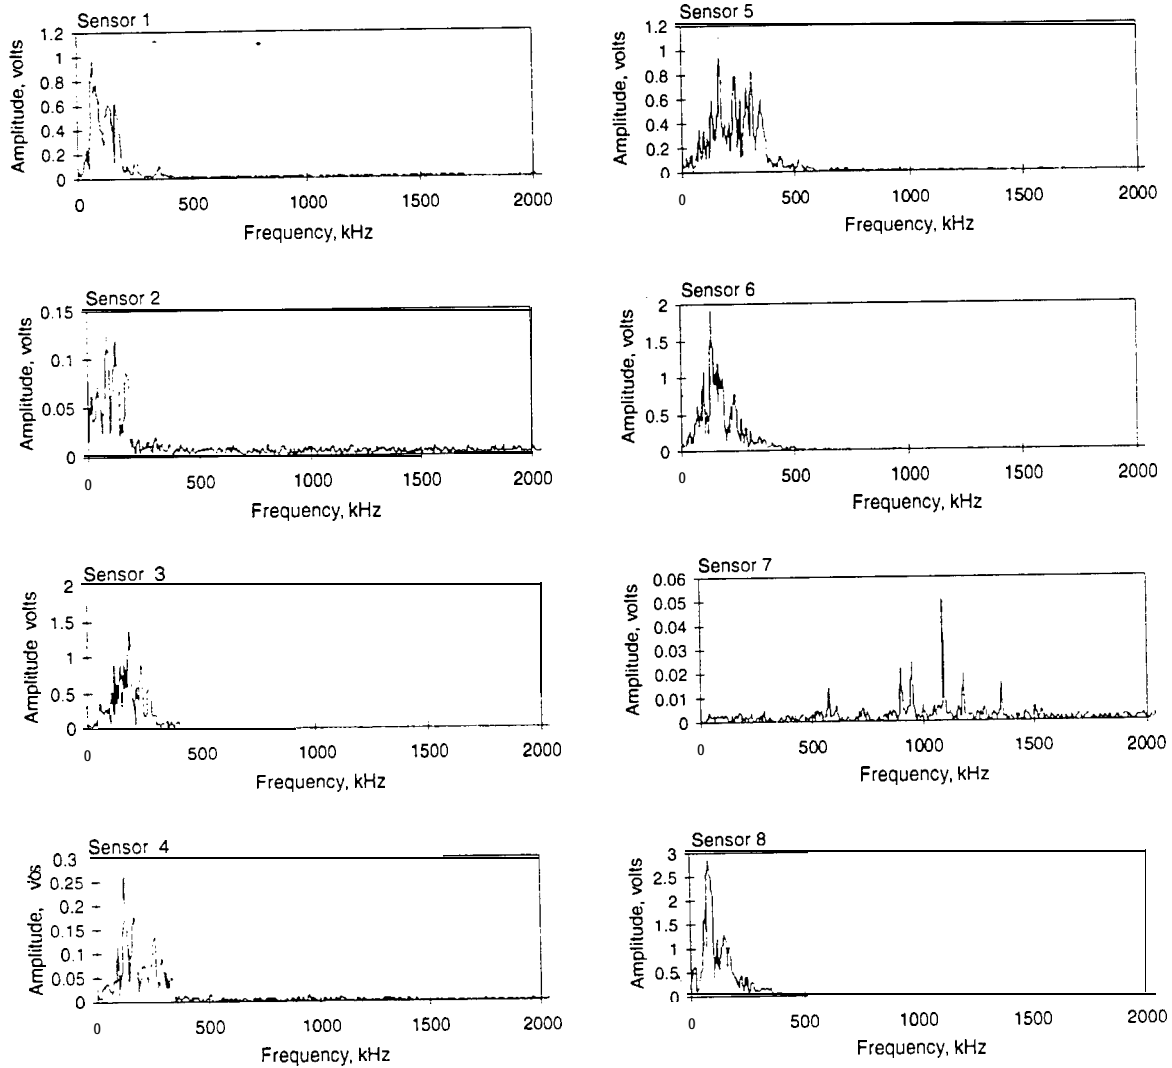 Sensor 1
Amplitude, volts
1.2
1
0.8
0.6
0.4
0.2
0
0 500 1000 1500 2000
Frequency, kHz
Sensor 5
Amplitude, volts
1.2
1
0.8
0.6
0.4
0.2
0
0 500 1000 1500 2000
Frequency, kHz
Sensor 2
Amplitude, volts
0.15
0.1
0.05
0
0 500 1000 1500 2000
Frequency, kHz
Sensor 6
Amplitude, volts
2
1.5
1
0.5
0
0 500 1000 1500 2000
Frequency, kHz
Sensor 3
Amplitude volts
2
1.5
1
0.5
0
0 500 1000 1500 2000
Frequency, kHz
Sensor 7
Amplitude, volts
0.06
0.05
0.04
0.03
0.02
0.01
0
0 500 1000 1500 2000
Frequency, kHz
Sensor 4
Amplitude,
0.3
0.25
0.2
0.15
0.1
0.05
0
0 500 1000 1500 2000
Frequency, kHz
Sensor 8
Amplitude, volts
3
2.5
2
1.5
1
0.5
0
0 500 1000 1500 2000
Frequency, kHz